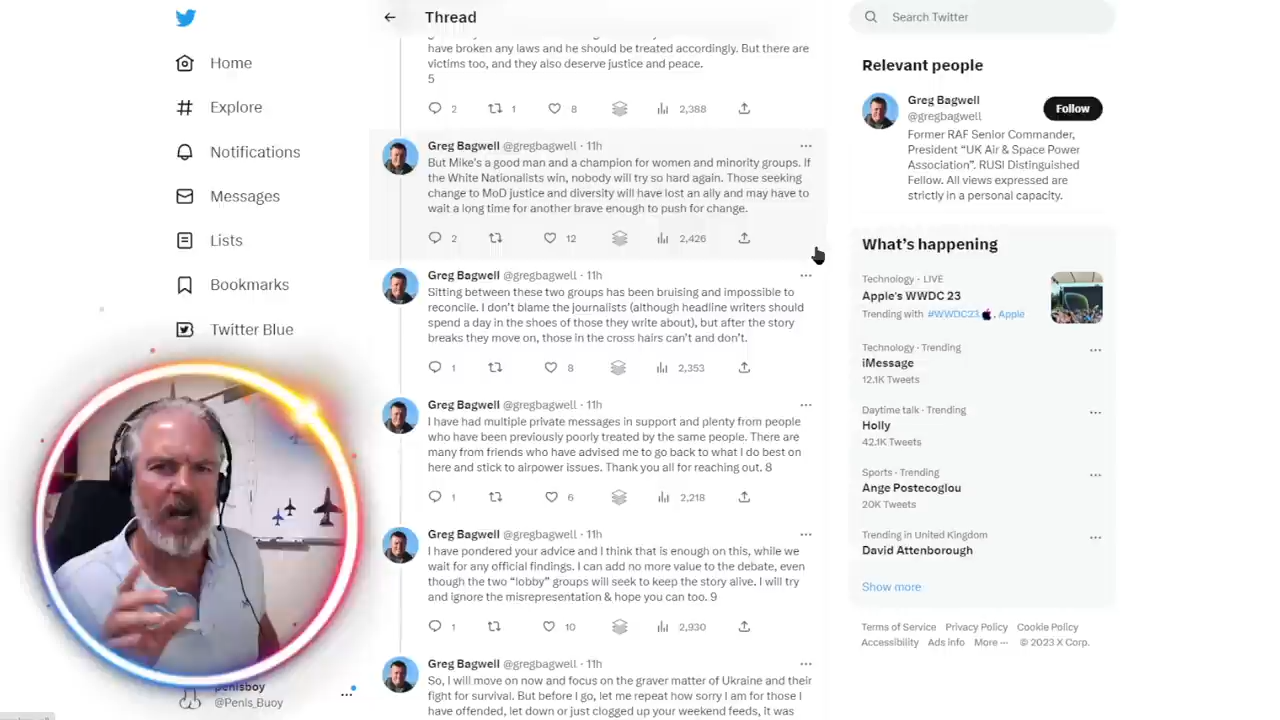 Thread
Home
Explore
Notifications
Messages
Lists
Bookmarks
Twitter Blue
penisboy
@Penis_Buoy
have broken any laws and he should be treated accordingly. But there are
victims too, and they also deserve justice and peace.
5
2 1 8 2,388
Greg Bagwell @gregbagwell · 11h
But Mike's a good man and a champion for women and minority groups. If
the White Nationalists win, nobody will try so hard again. Those seeking
change to MoD justice and diversity will have lost an ally and may have to
wait a long time for another brave enough to push for change.
2 12 2,426
Greg Bagwell @gregbagwell · 11h
Sitting between these two groups has been bruising and impossible to
reconcile. I don't blame the journalists (although headline writers should
spend a day in the shoes of those they write about), but after the story
breaks they move on, those in the cross hairs can't and don't.
1 8 2,353
Greg Bagwell @gregbagwell · 11h
I have had multiple private messages in support and plenty from people
who have been previously poorly treated by the same people. There are
many from friends who have advised me to go back to what I do best on
here and stick to airpower issues. Thank you all for reaching out. 8
1 6 2,218
Greg Bagwell @gregbagwell · 11h
I have pondered your advice and I think that is enough on this, while we
wait for any official findings. I can add no more value to the debate, even
though the two "lobby" groups will seek to keep the story alive. I will try
and ignore the misrepresentation & hope you can too. 9
1 10 2,930
Greg Bagwell @gregbagwell · 11h
So, I will move on now and focus on the graver matter of Ukraine and their
fight for survival. But before I go, let me repeat how sorry I am for those I
have offended, let down or just clogged up your weekend feeds, it was
Search Twitter
Relevant people
Greg Bagwell
@gregbagwell
Follow
Former RAF Senior Commander,
President "UK Air & Space Power
Association". RUSI Distinguished
Fellow. All views expressed are
strictly in a personal capacity.
What's happening
Technology · LIVE
Apple's WWDC 23
Trending with #WWDC23, Apple
Technology · Trending
iMessage
12.1K Tweets
Daytime talk · Trending
Holly
42.1K Tweets
Sports · Trending
Ange Postecoglou
20K Tweets
Trending in United Kingdom
David Attenborough
Show more
Terms of Service Privacy Policy Cookie Policy
Accessibility Ads info More ··· © 2023 X Corp.